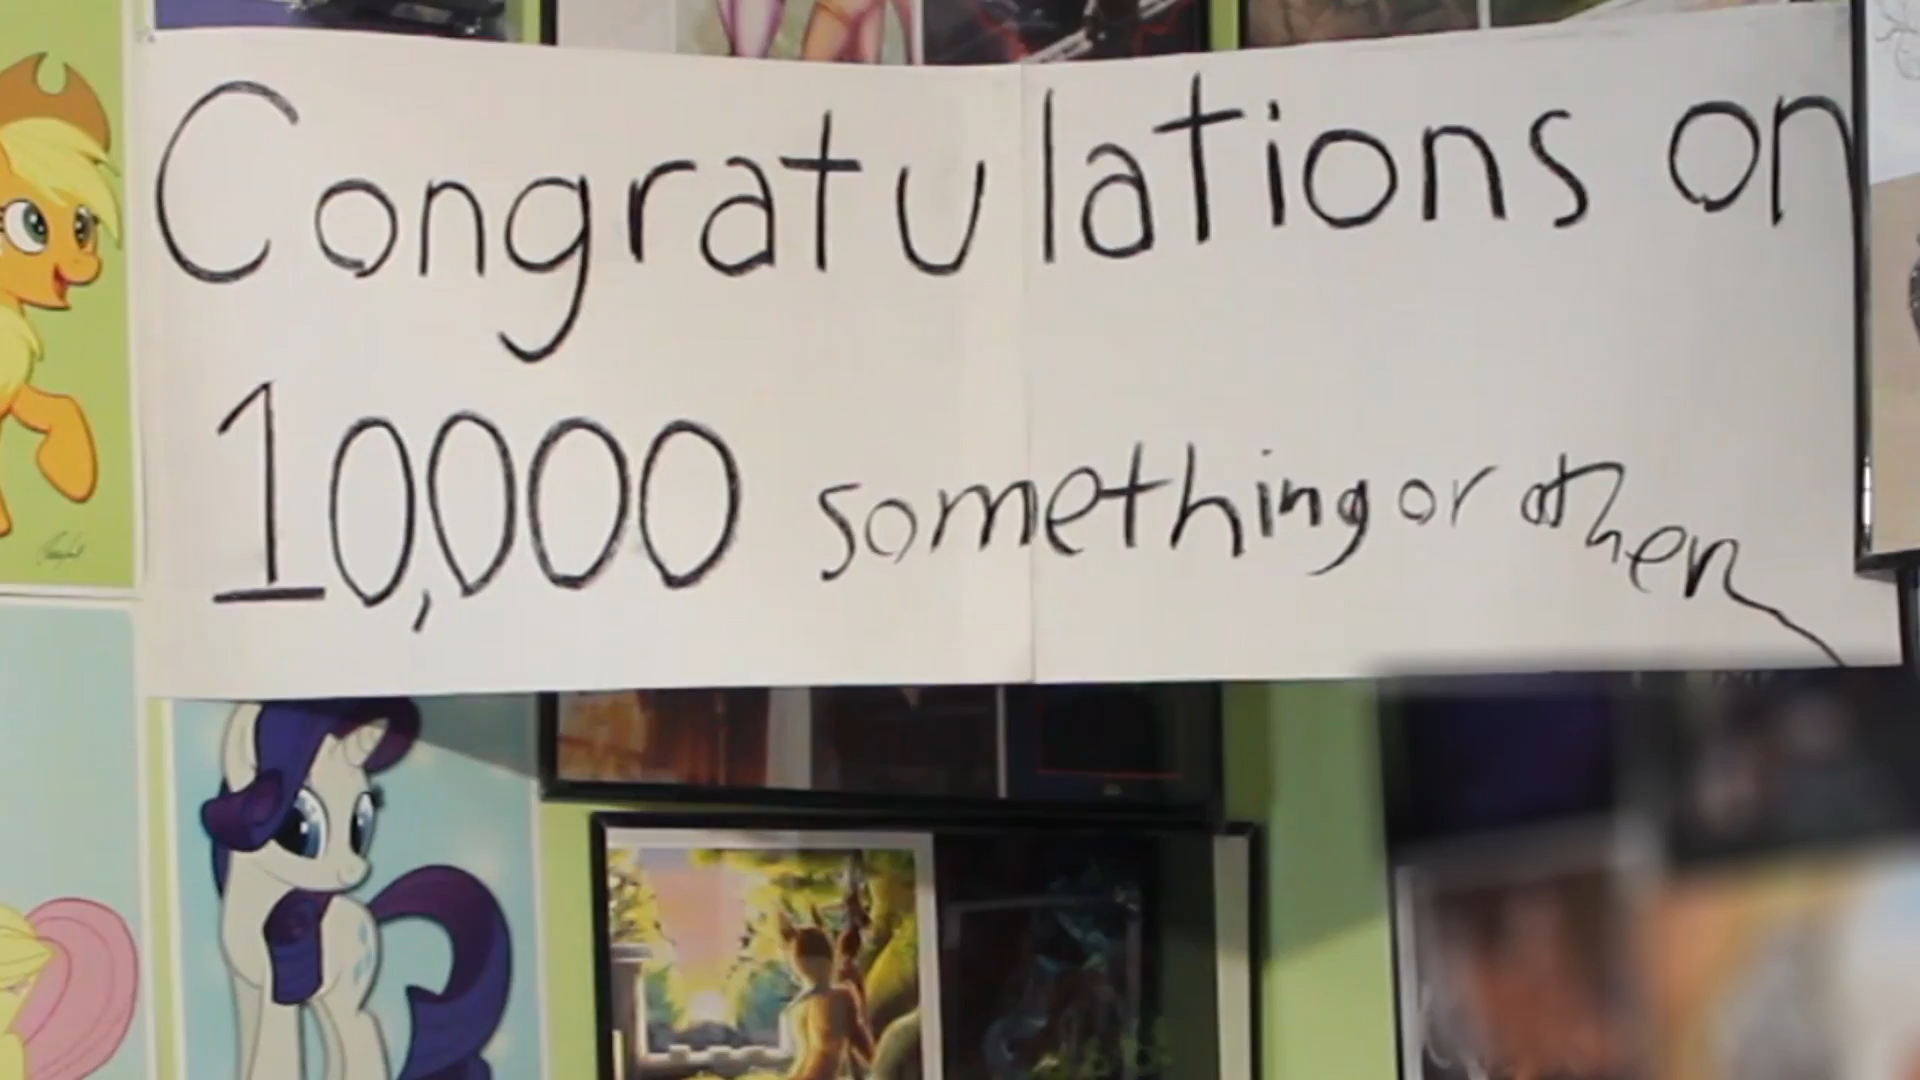 Congratulations on
10,000 something or other